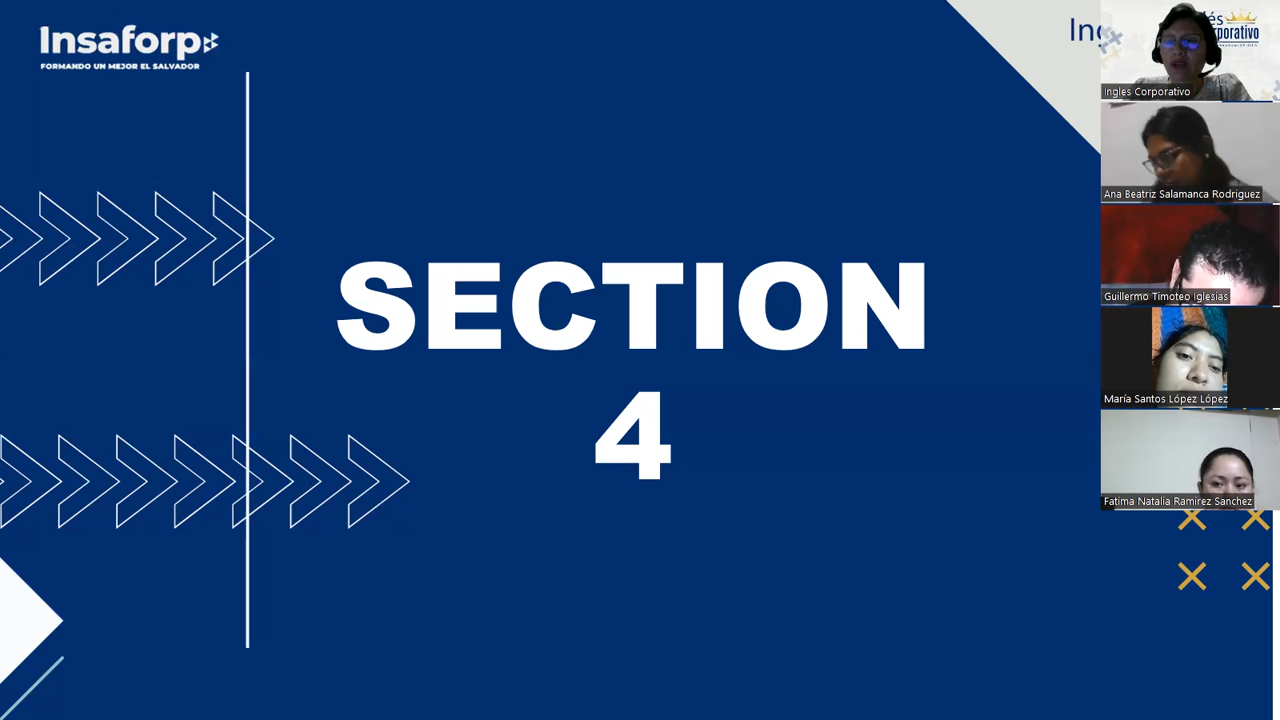 Insaforp
FORMANDO UN MEJOR EL SALVADOR
SECTION
4
Ingles Corporativo
Ana Beatriz Salamanca Rodriguez
Guillermo Timoteo Iglesias
María Santos López López
Fatima Natalia Ramirez Sanchez